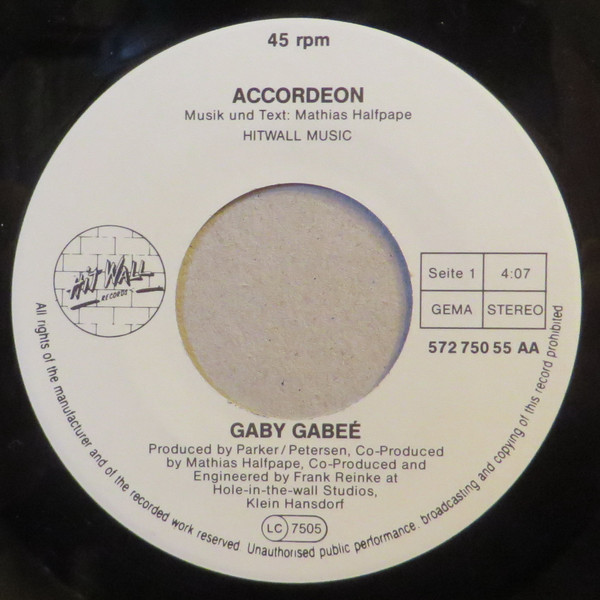 45 rpm
ACCORDEON
Musik und Text: Mathias Halfpape
HITWALL MUSIC
HIT WALL
RECORDS
Seite 1 4:07
GEMA STEREO
572 750 55 AA
GABY GABEÉ
Produced by Parker/Petersen, Co-Produced
by Mathias Halfpape, Co-Produced and
Engineered by Frank Reinke at
Hole-in-the-wall Studios,
Klein Hansdorf
LC 7505
All rights of the manufacturer and of the recorded work reserved. Unauthorised public performance. broadcasting and copying of this record prohibited